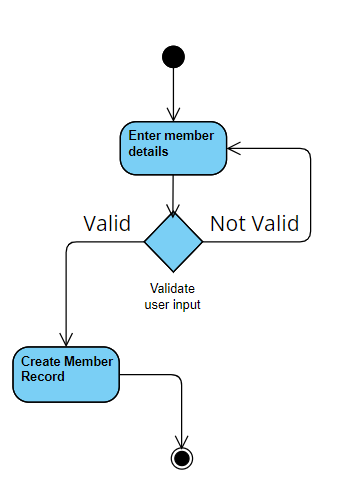 Enter member
details
Valid
Not Valid
Validate
user input
Create Member
Record